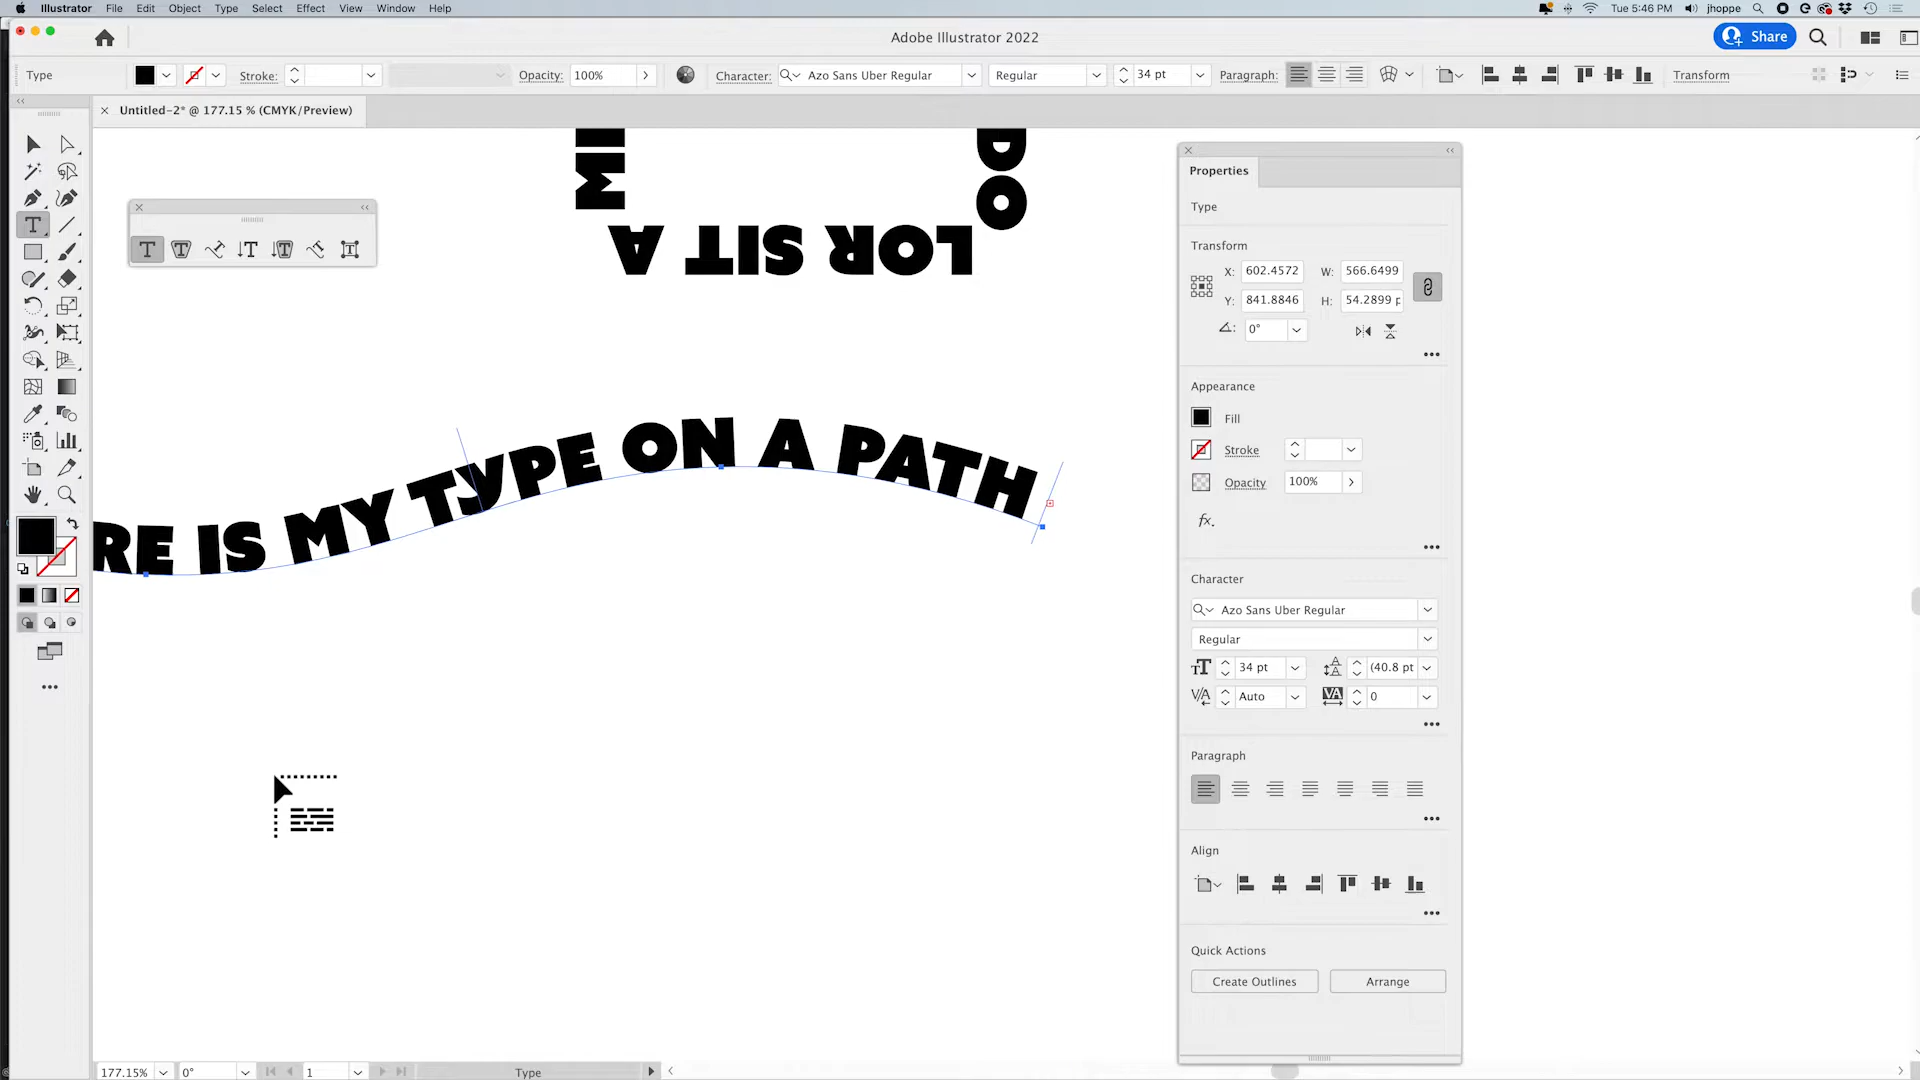 Illustrator File Edit Object Type Select Effect View Window Help
Tue 5:46 PM jhoppe
Adobe Illustrator 2022
Share
Type Stroke: Opacity: 100% Character: Azo Sans Uber Regular Regular 34 pt Paragraph: Transform
Untitled-2* @ 177.15 % (CMYK/Preview)
IM
DO
LOR SIT A
RE IS MY TYPE ON A PATH
Properties
Type
Transform
X: 602.4572 W: 566.6499
Y: 841.8846 H: 54.2899 p
0°
Appearance
Fill
Stroke
Opacity 100%
fx.
Character
Azo Sans Uber Regular
Regular
34 pt (40.8 pt
Auto 0
Paragraph
Align
Quick Actions
Create Outlines Arrange
177.15% 0° 1 Type